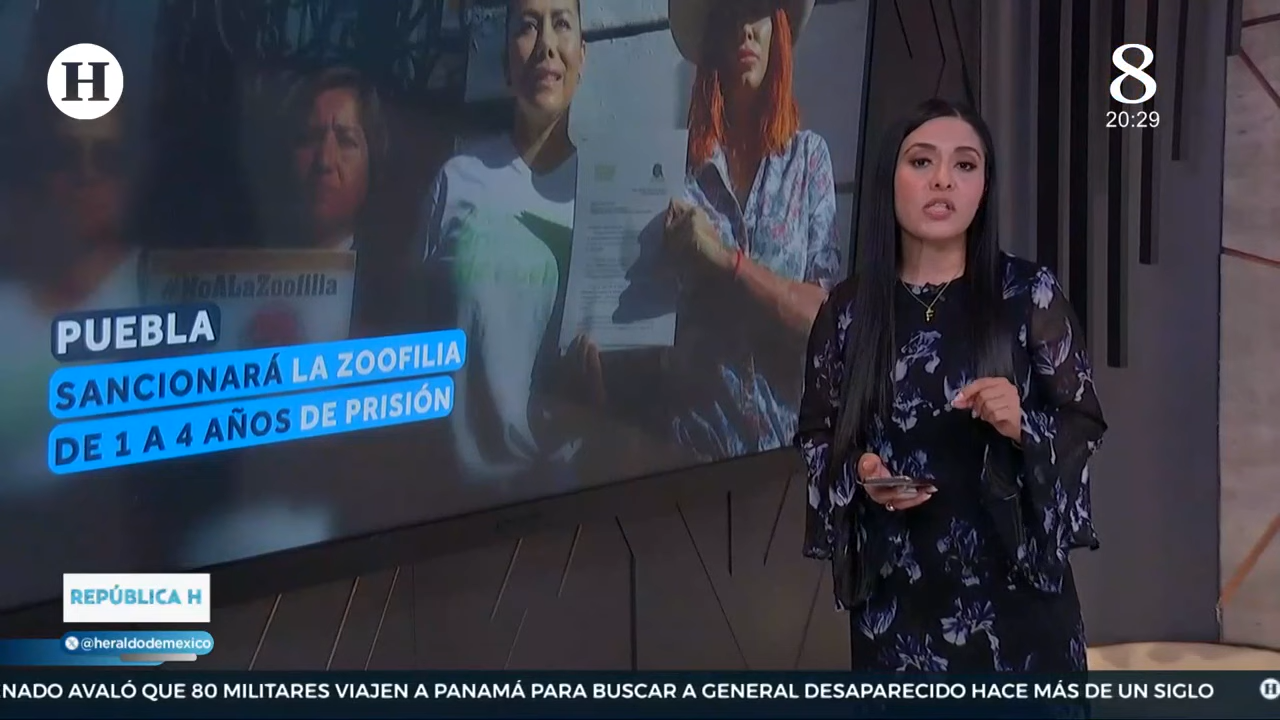 H
8
20:29
#NoALaZoofilia
PUEBLA
SANCIONARÁ LA ZOOFILIA
DE 1 A 4 AÑOS DE PRISIÓN
REPÚBLICA H
X @heraldodemexico
NADO AVALÓ QUE 80 MILITARES VIAJEN A PANAMÁ PARA BUSCAR A GENERAL DESAPARECIDO HACE MÁS DE UN SIGLO
H